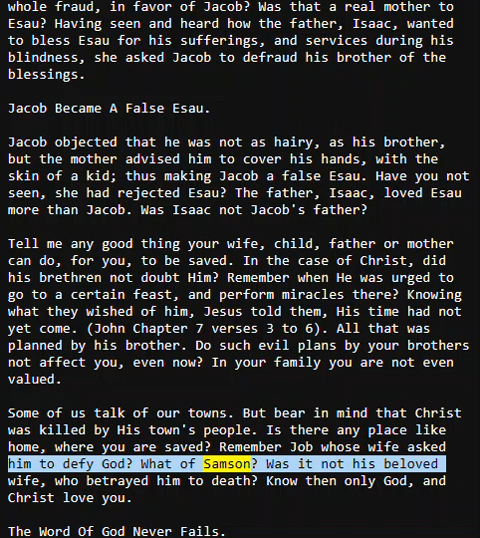 whole fraud, in favor of Jacob? Was that a real mother to
Esau? Having seen and heard how the father, Isaac, wanted
to bless Esau for his sufferings, and services during his
blindness, she asked Jacob to defraud his brother of the
blessings.
Jacob Became A False Esau.
Jacob objected that he was not as hairy, as his brother,
but the mother advised him to cover his hands, with the
skin of a kid; thus making Jacob a false Esau. Have you not
seen, she had rejected Esau? The father, Isaac, loved Esau
more than Jacob. Was Isaac not Jacob's father?
Tell me any good thing your wife, child, father or mother
can do, for you, to be saved. In the case of Christ, did
his brethren not doubt Him? Remember when He was urged to
go to a certain feast, and perform miracles there? Knowing
what they wished of him, Jesus told them, His time had not
yet come. (John Chapter 7 verses 3 to 6). All that was
planned by his brother. Do such evil plans by your brothers
not affect you, even now? In your family you are not even
valued.
Some of us talk of our towns. But bear in mind that Christ
was killed by His town's people. Is there any place like
home, where you are saved? Remember Job whose wife asked
him to defy God? What of Samson? Was it not his beloved
wife, who betrayed him to death? Know then only God, and
Christ love you.
The Word Of God Never Fails.